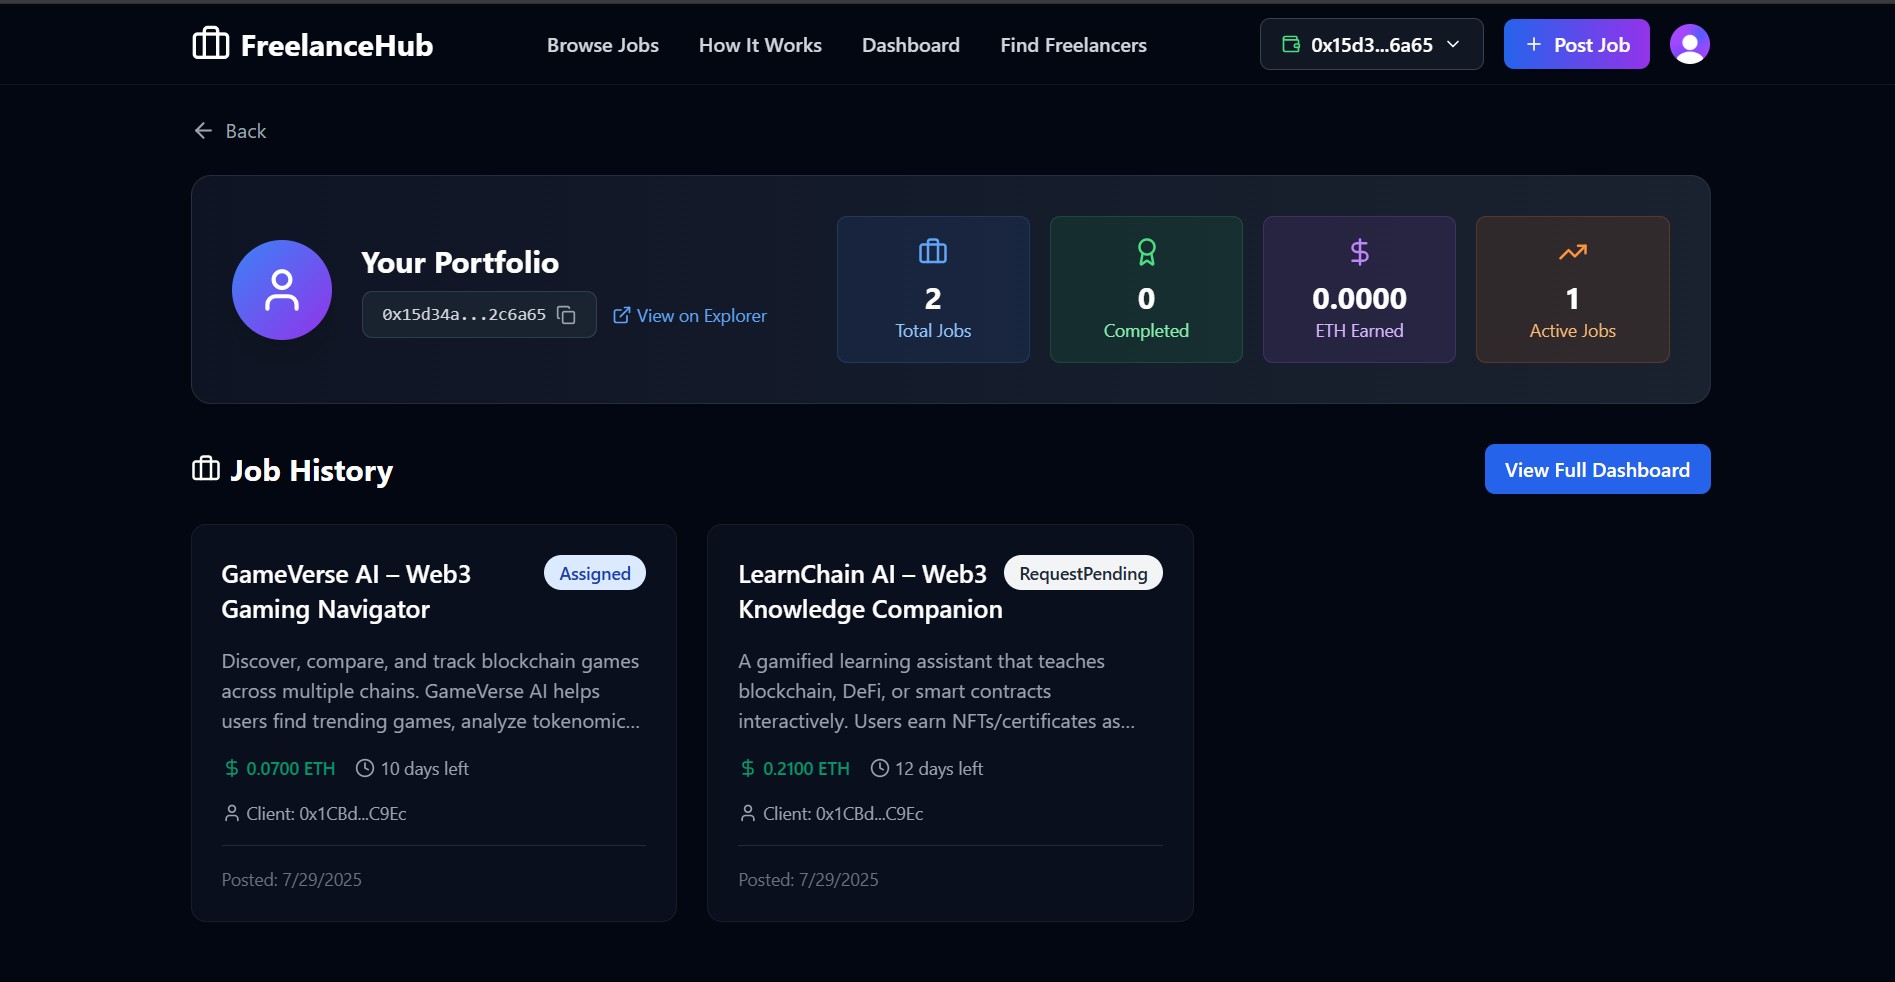 FreelanceHub
Browse Jobs
How It Works
Dashboard
Find Freelancers
0x15d3...6a65
Post Job
Back
Your Portfolio
0x15d34a...2c6a65
View on Explorer
2
Total Jobs
0
Completed
0.0000
ETH Earned
1
Active Jobs
Job History
View Full Dashboard
GameVerse AI – Web3
Gaming Navigator
Assigned
Discover, compare, and track blockchain games
across multiple chains. GameVerse AI helps
users find trending games, analyze tokenomic...
$ 0.0700 ETH
10 days left
Client: 0x1CBd...C9Ec
Posted: 7/29/2025
LearnChain AI – Web3
Knowledge Companion
RequestPending
A gamified learning assistant that teaches
blockchain, DeFi, or smart contracts
interactively. Users earn NFTs/certificates as...
$ 0.2100 ETH
12 days left
Client: 0x1CBd...C9Ec
Posted: 7/29/2025